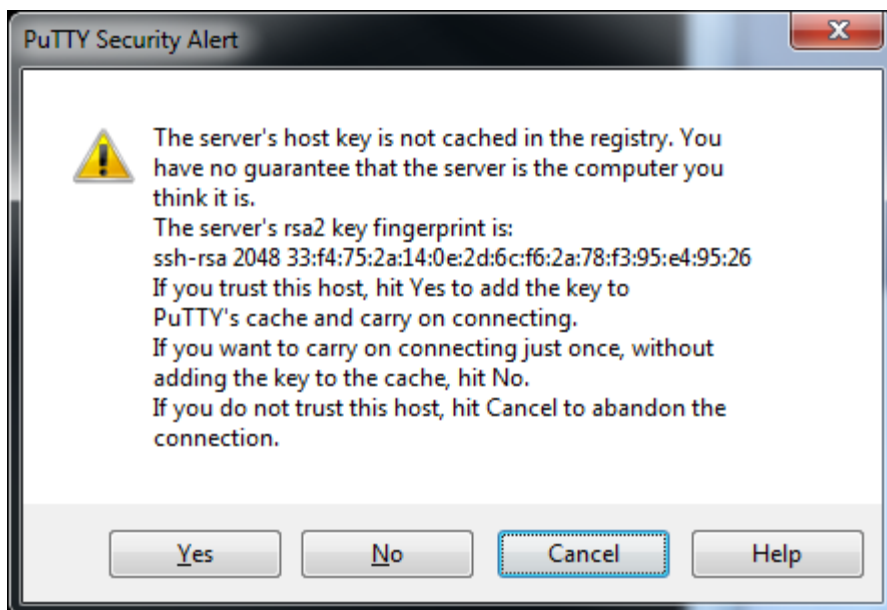 PuTTY Security Alert
The server's host key is not cached in the registry. You
have no guarantee that the server is the computer you
think it is.
The server's rsa2 key fingerprint is:
ssh-rsa 2048 33:f4:75:2a:14:0e:2d:6c:f6:2a:78:f3:95:e4:95:26
If you trust this host, hit Yes to add the key to
PuTTY's cache and carry on connecting.
If you want to carry on connecting just once, without
adding the key to the cache, hit No.
If you do not trust this host, hit Cancel to abandon the
connection.
Yes No Cancel Help